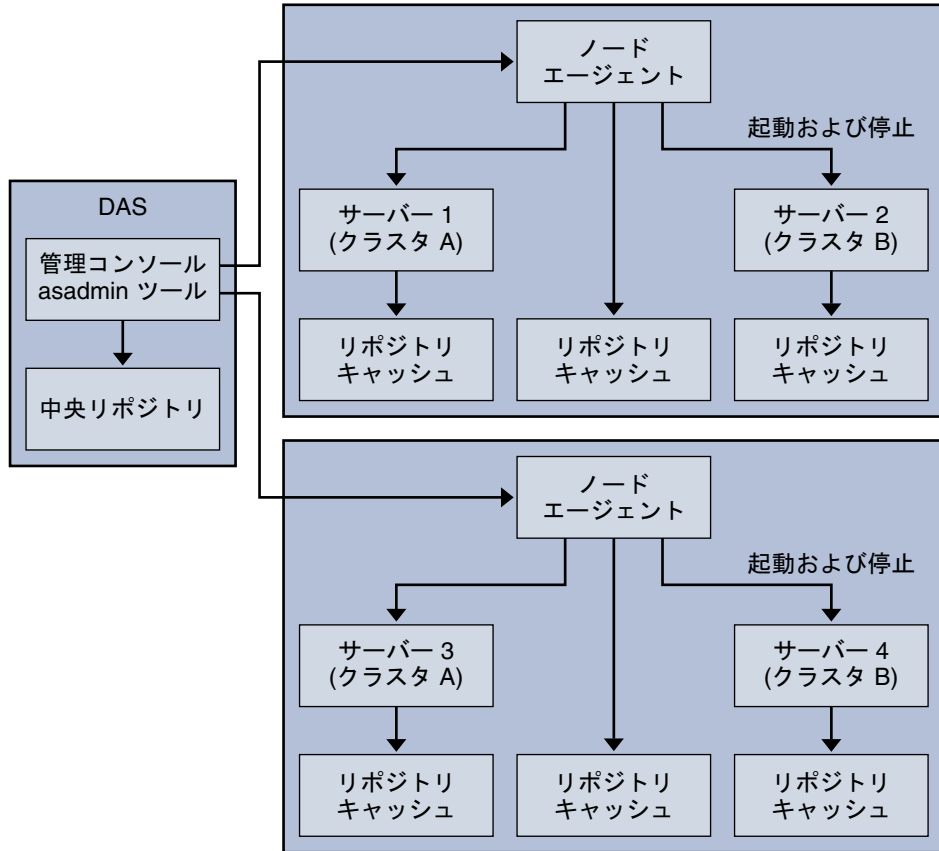 DAS
管理コンソール
asadmin ツール
中央リポジトリ
ノード
エージェント
起動および停止
サーバー 1
(クラスタ A)
サーバー 2
(クラスタ B)
リポジトリ
キャッシュ
リポジトリ
キャッシュ
リポジトリ
キャッシュ
ノード
エージェント
起動および停止
サーバー 3
(クラスタ A)
サーバー 4
(クラスタ B)
リポジトリ
キャッシュ
リポジトリ
キャッシュ
リポジトリ
キャッシュ